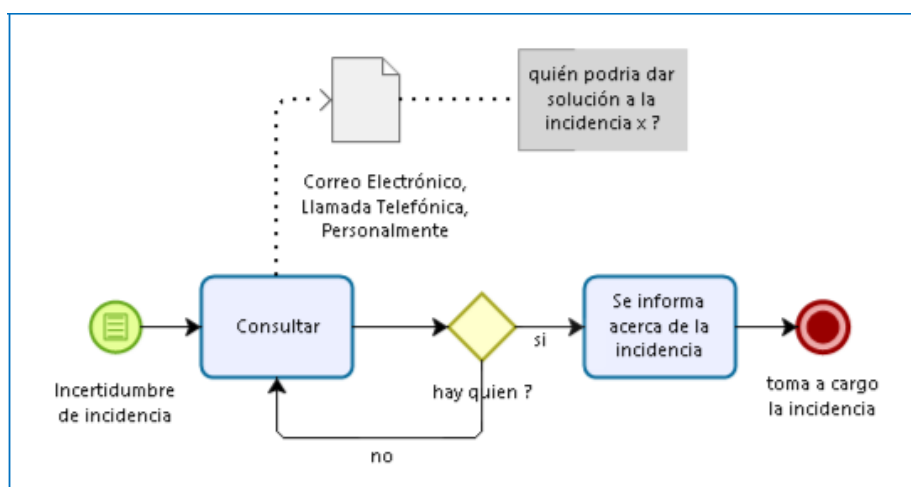 quién podria dar
solución a la
incidencia x ?
Correo Electrónico,
Llamada Telefónica,
Personalmente
Consultar
Se informa
acerca de la
incidencia
si
Incertidumbre
de incidencia
hay quien ?
toma a cargo
la incidencia
no